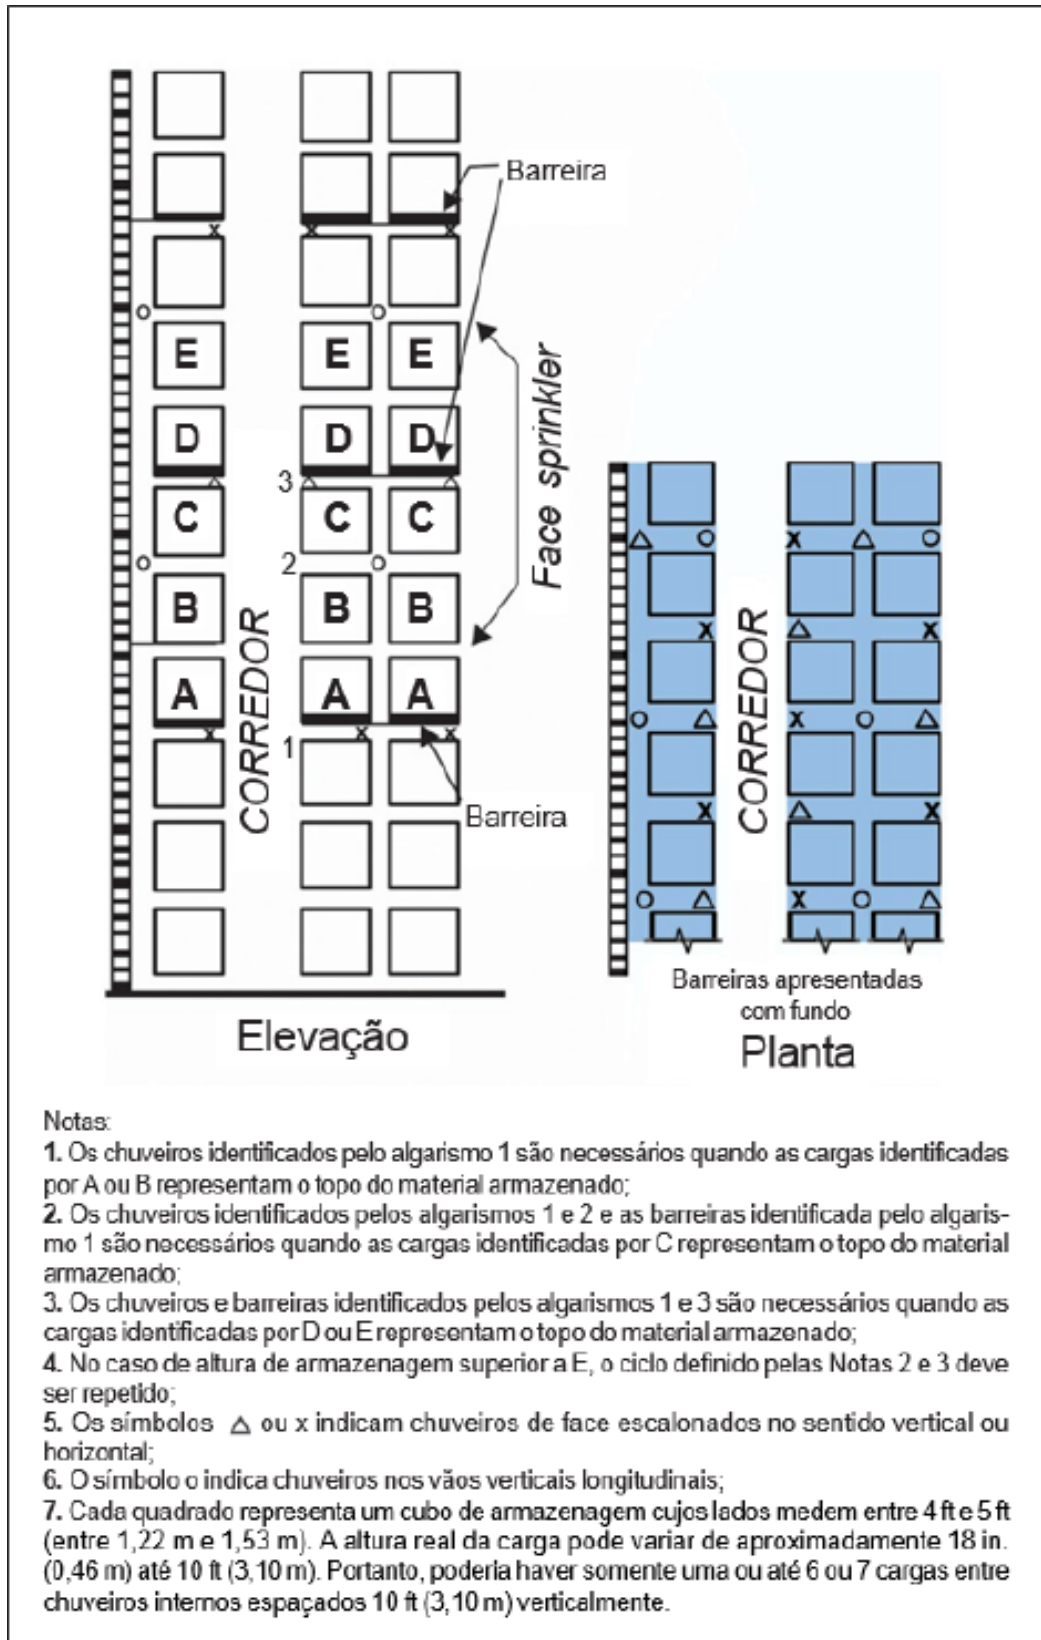 Barreira
E E E
Face sprinkler
D D D
3
C C C
2
B B B
CORREDOR
A A A
1
Barreira
CORREDOR
Barreiras apresentadas
com fundo
Elevação
Planta
Notas:
1. Os chuveiros identificados pelo algarismo 1 são necessários quando as cargas identificadas
por A ou B representam o topo do material armazenado;
2. Os chuveiros identificados pelos algarismos 1 e 2 e as barreiras identificada pelo algaris-
mo 1 são necessários quando as cargas identificadas por C representam o topo do material
armazenado;
3. Os chuveiros e barreiras identificados pelos algarismos 1 e 3 são necessários quando as
cargas identificadas por D ou E representam o topo do material armazenado;
4. No caso de altura de armazenagem superior a E, o ciclo definido pelas Notas 2 e 3 deve
ser repetido;
5. Os símbolos △ ou x indicam chuveiros de face escalonados no sentido vertical ou
horizontal;
6. O símbolo o indica chuveiros nos vãos verticais longitudinais;
7. Cada quadrado representa um cubo de armazenagem cujos lados medem entre 4 ft e 5 ft
(entre 1,22 m e 1,53 m). A altura real da carga pode variar de aproximadamente 18 in.
(0,46 m) até 10 ft (3,10 m). Portanto, poderia haver somente uma ou até 6 ou 7 cargas entre
chuveiros internos espaçados 10 ft (3,10 m) verticalmente.